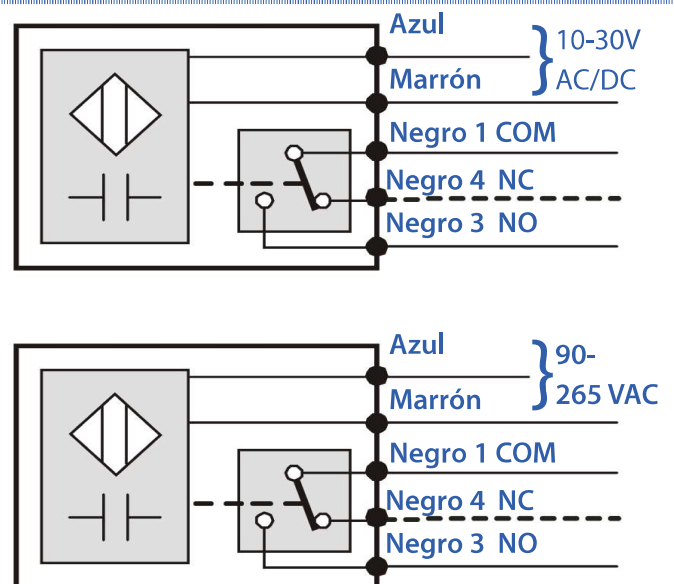 Azul
10-30V
Marrón
AC/DC
Negro 1 COM
Negro 4 NC
Negro 3 NO
Azul
90-
Marrón
265 VAC
Negro 1 COM
Negro 4 NC
Negro 3 NO